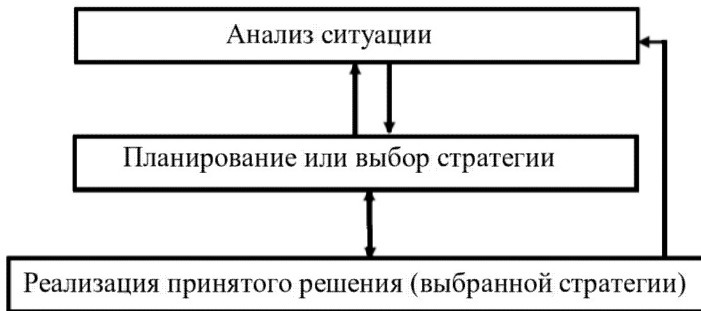 Анализ ситуации
Планирование или выбор стратегии
Реализация принятого решения (выбранной стратегии)